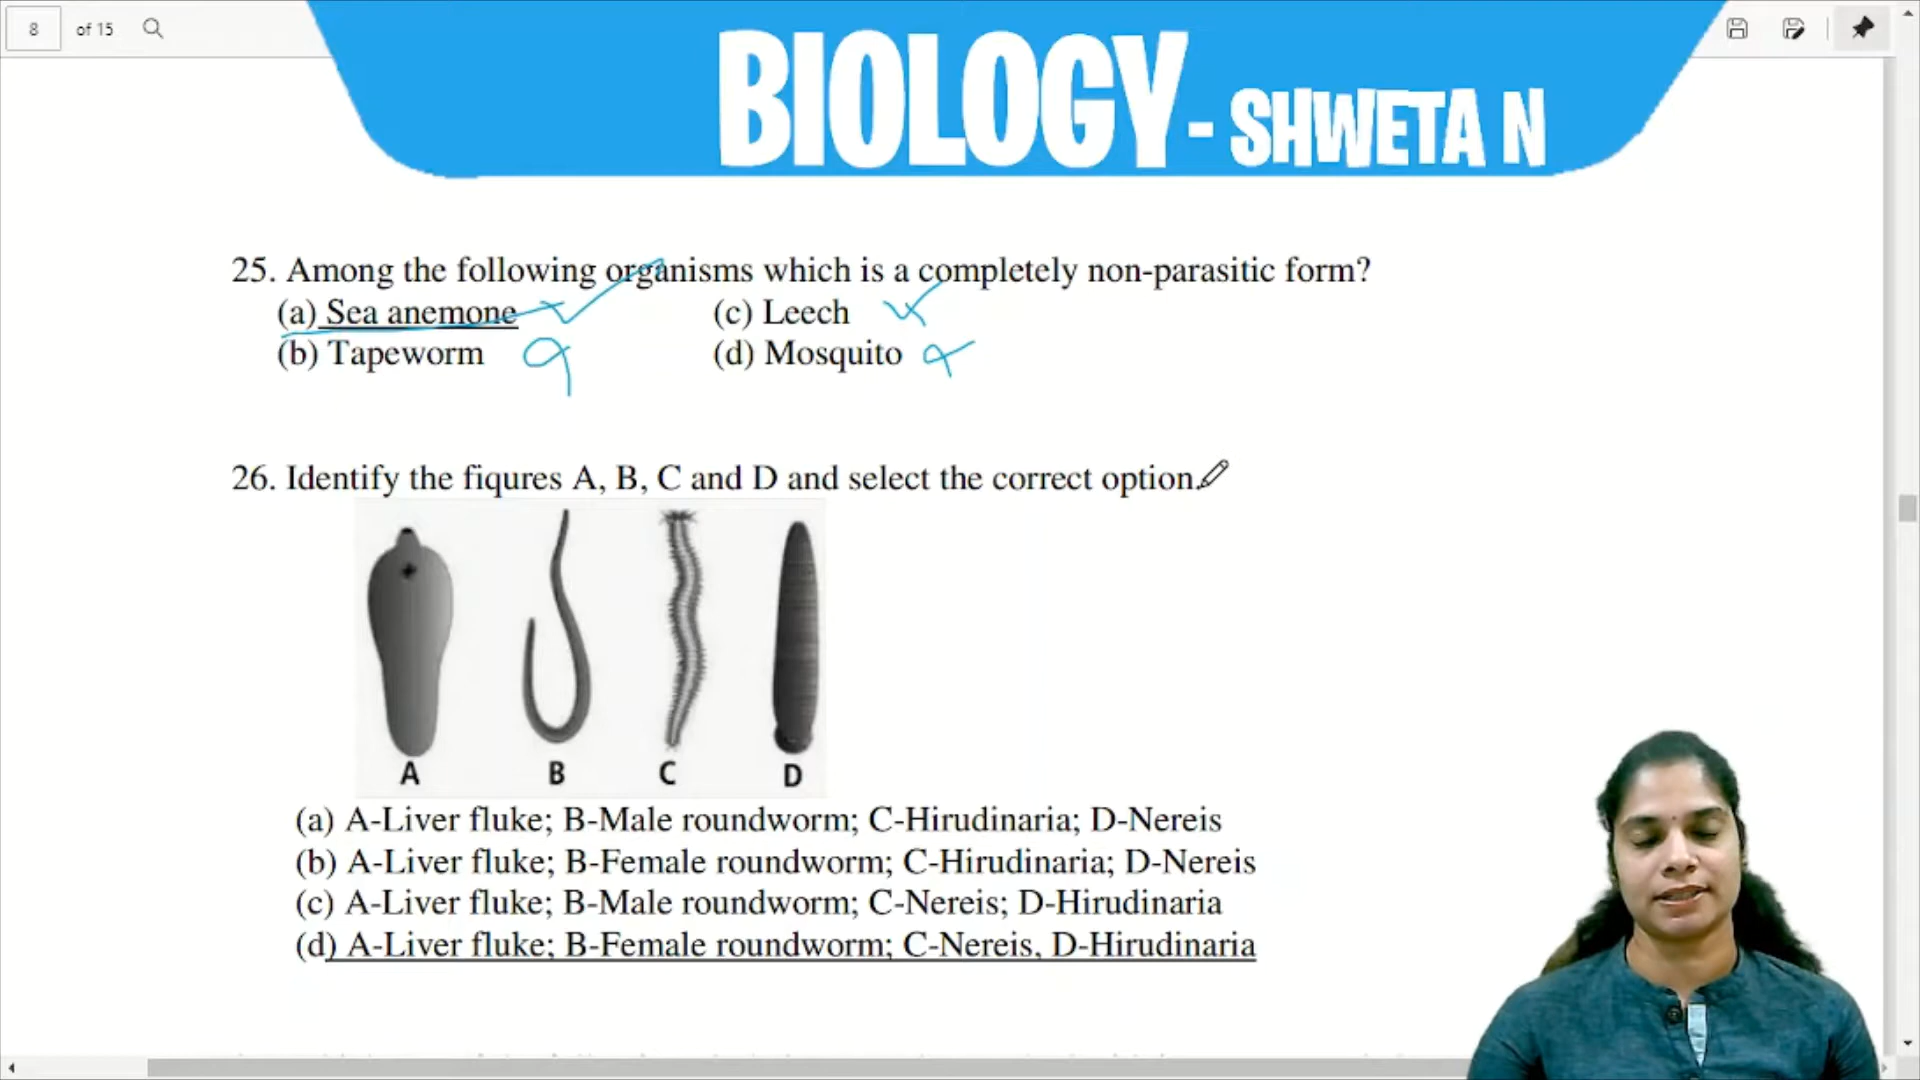 8 of 15
BIOLOGY - SHWETA N
25. Among the following organisms which is a completely non-parasitic form?
(a) Sea anemone (c) Leech
(b) Tapeworm (d) Mosquito
26. Identify the fiqures A, B, C and D and select the correct option.
A B C D
(a) A-Liver fluke; B-Male roundworm; C-Hirudinaria; D-Nereis
(b) A-Liver fluke; B-Female roundworm; C-Hirudinaria; D-Nereis
(c) A-Liver fluke; B-Male roundworm; C-Nereis; D-Hirudinaria
(d) A-Liver fluke; B-Female roundworm; C-Nereis, D-Hirudinaria